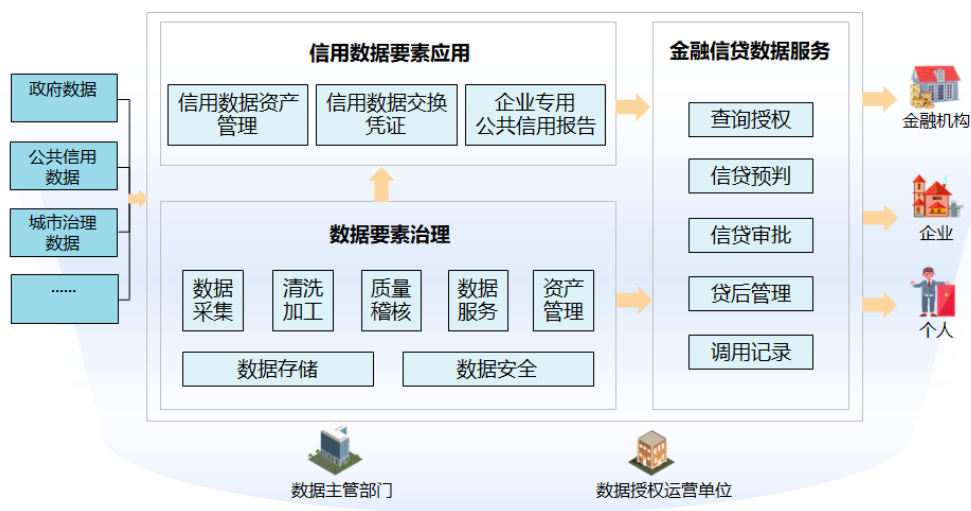 政府数据
公共信用
数据
城市治理
数据
......
信用数据要素应用
信用数据资产
管理
信用数据交换
凭证
企业专用
公共信用报告
数据要素治理
数据
采集
清洗
加工
质量
稽核
数据
服务
资产
管理
数据存储
数据安全
金融信贷数据服务
查询授权
信贷预判
信贷审批
贷后管理
调用记录
金融机构
企业
个人
数据主管部门
数据授权运营单位